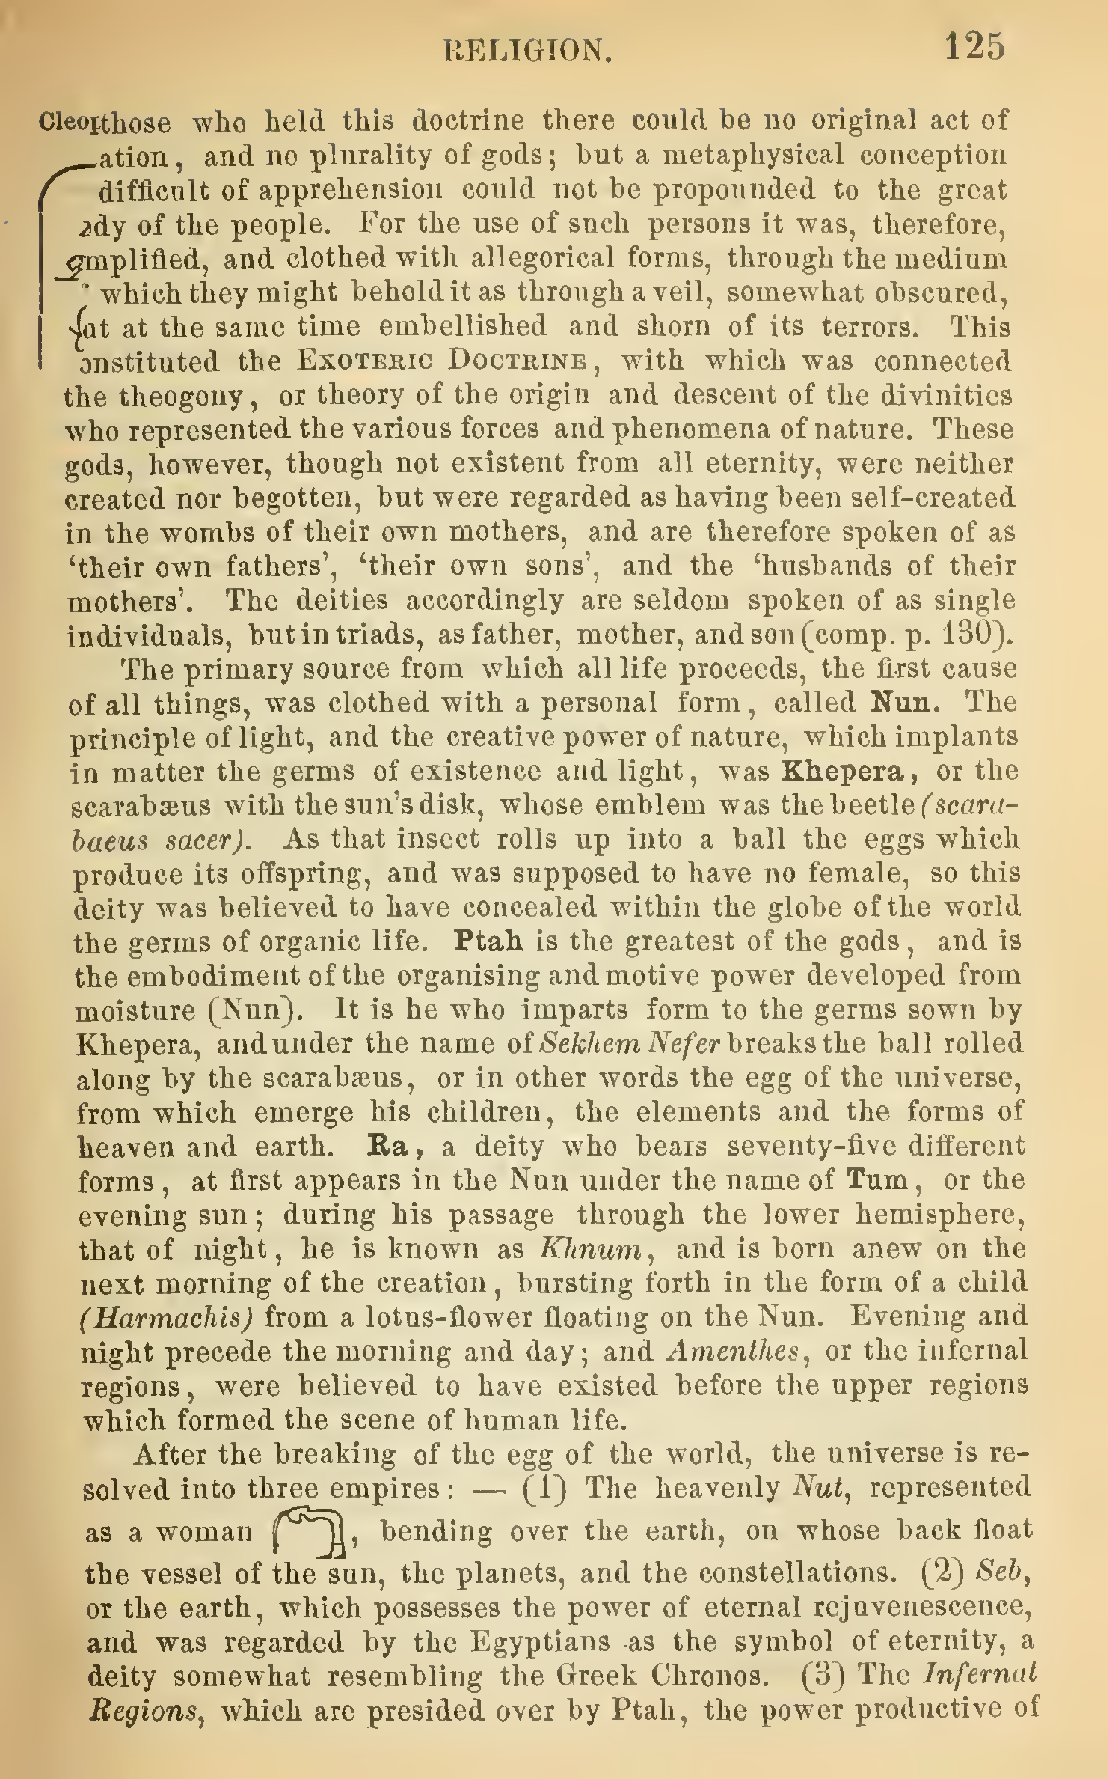 RELIGION. 125
Cleo those who held this doctrine there could be no original act of
ation, and no plurality of gods; but a metaphysical conception
difficult of apprehension could not be propounded to the great
dy of the people. For the use of such persons it was, therefore,
mplified, and clothed with allegorical forms, through the medium
which they might behold it as through a veil, somewhat obscured,
ut at the same time embellished and shorn of its terrors. This
onstituted the EXOTERIC DOCTRINE, with which was connected
the theogony, or theory of the origin and descent of the divinities
who represented the various forces and phenomena of nature. These
gods, however, though not existent from all eternity, were neither
created nor begotten, but were regarded as having been self-created
in the wombs of their own mothers, and are therefore spoken of as
‘their own fathers’, ‘their own sons’, and the ‘husbands of their
mothers’. The deities accordingly are seldom spoken of as single
individuals, but in triads, as father, mother, and son (comp. p. 130).
The primary source from which all life proceeds, the first cause
of all things, was clothed with a personal form, called Nun. The
principle of light, and the creative power of nature, which implants
in matter the germs of existence and light, was Khepera, or the
scarabæus with the sun's disk, whose emblem was the beetle (scara-
baeus sacer). As that insect rolls up into a ball the eggs which
produce its offspring, and was supposed to have no female, so this
deity was believed to have concealed within the globe of the world
the germs of organic life. Ptah is the greatest of the gods, and is
the embodiment of the organising and motive power developed from
moisture (Nun). It is he who imparts form to the germs sown by
Khepera, and under the name of Sekhem Nefer breaks the ball rolled
along by the scarabæus, or in other words the egg of the universe,
from which emerge his children, the elements and the forms of
heaven and earth. Ra, a deity who bears seventy-five different
forms, at first appears in the Nun under the name of Tum, or the
evening sun; during his passage through the lower hemisphere,
that of night, he is known as Khnum, and is born anew on the
next morning of the creation, bursting forth in the form of a child
(Harmachis) from a lotus-flower floating on the Nun. Evening and
night precede the morning and day; and Amenthes, or the infernal
regions, were believed to have existed before the upper regions
which formed the scene of human life.
After the breaking of the egg of the world, the universe is re-
solved into three empires: — (1) The heavenly Nut, represented
as a woman , bending over the earth, on whose back float
the vessel of the sun, the planets, and the constellations. (2) Seb,
or the earth, which possesses the power of eternal rejuvenescence,
and was regarded by the Egyptians as the symbol of eternity, a
deity somewhat resembling the Greek Chronos. (3) The Infernal
Regions, which are presided over by Ptah, the power productive of